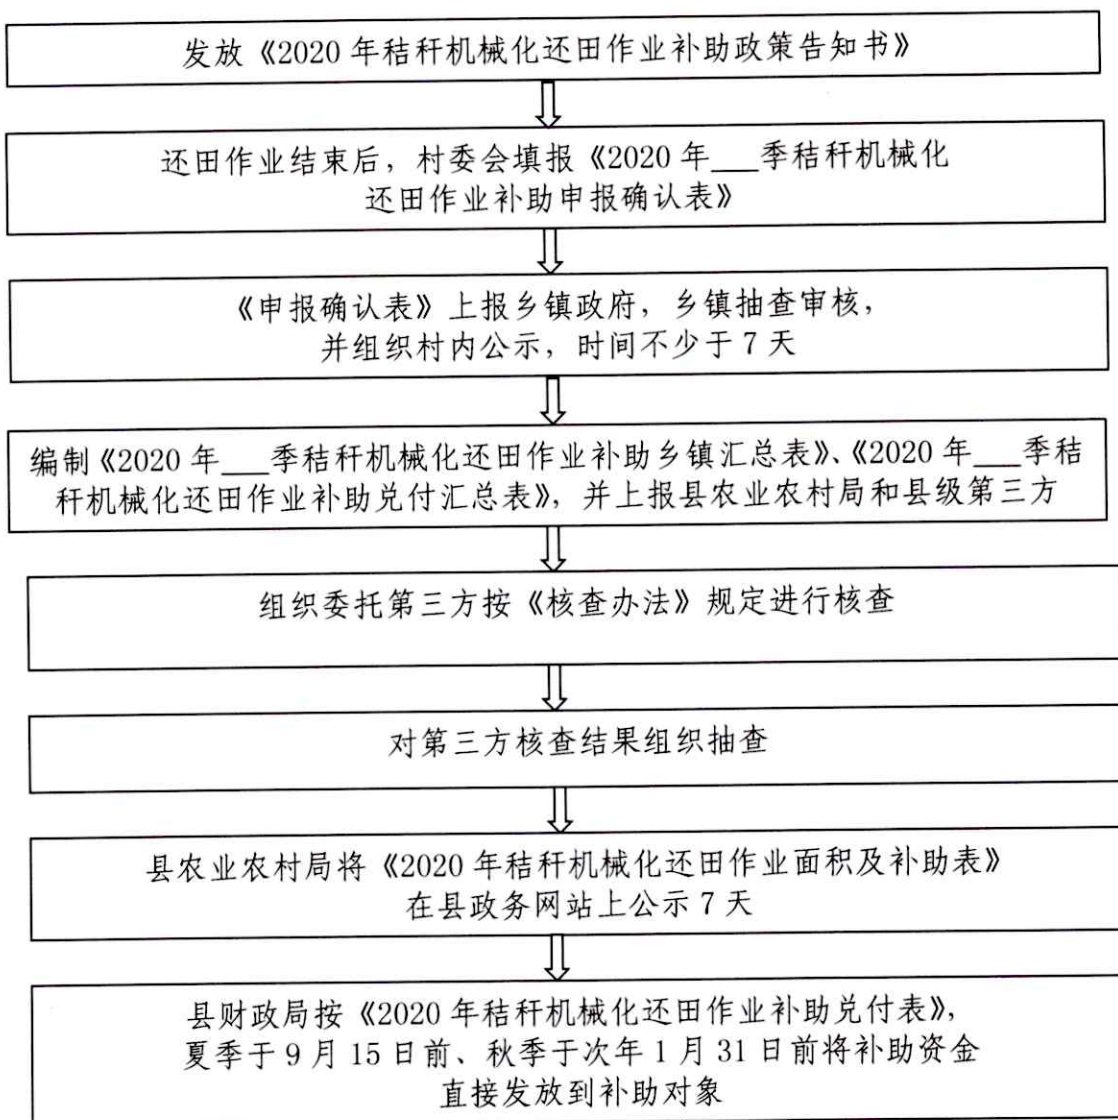 发放《2020 年秸秆机械化还田作业补助政策告知书》
还田作业结束后，村委会填报《2020 年___季秸秆机械化
还田作业补助申报确认表》
《申报确认表》上报乡镇政府，乡镇抽查审核，
并组织村内公示，时间不少于 7 天
编制《2020 年___季秸秆机械化还田作业补助乡镇汇总表》、《2020 年___季秸
秆机械化还田作业补助兑付汇总表》，并上报县农业农村局和县级第三方
组织委托第三方按《核查办法》规定进行核查
对第三方核查结果组织抽查
县农业农村局将《2020 年秸秆机械化还田作业面积及补助表》
在县政务网站上公示 7 天
县财政局按《2020 年秸秆机械化还田作业补助兑付表》，
夏季于 9 月 15 日前、秋季于次年 1 月 31 日前将补助资金
直接发放到补助对象